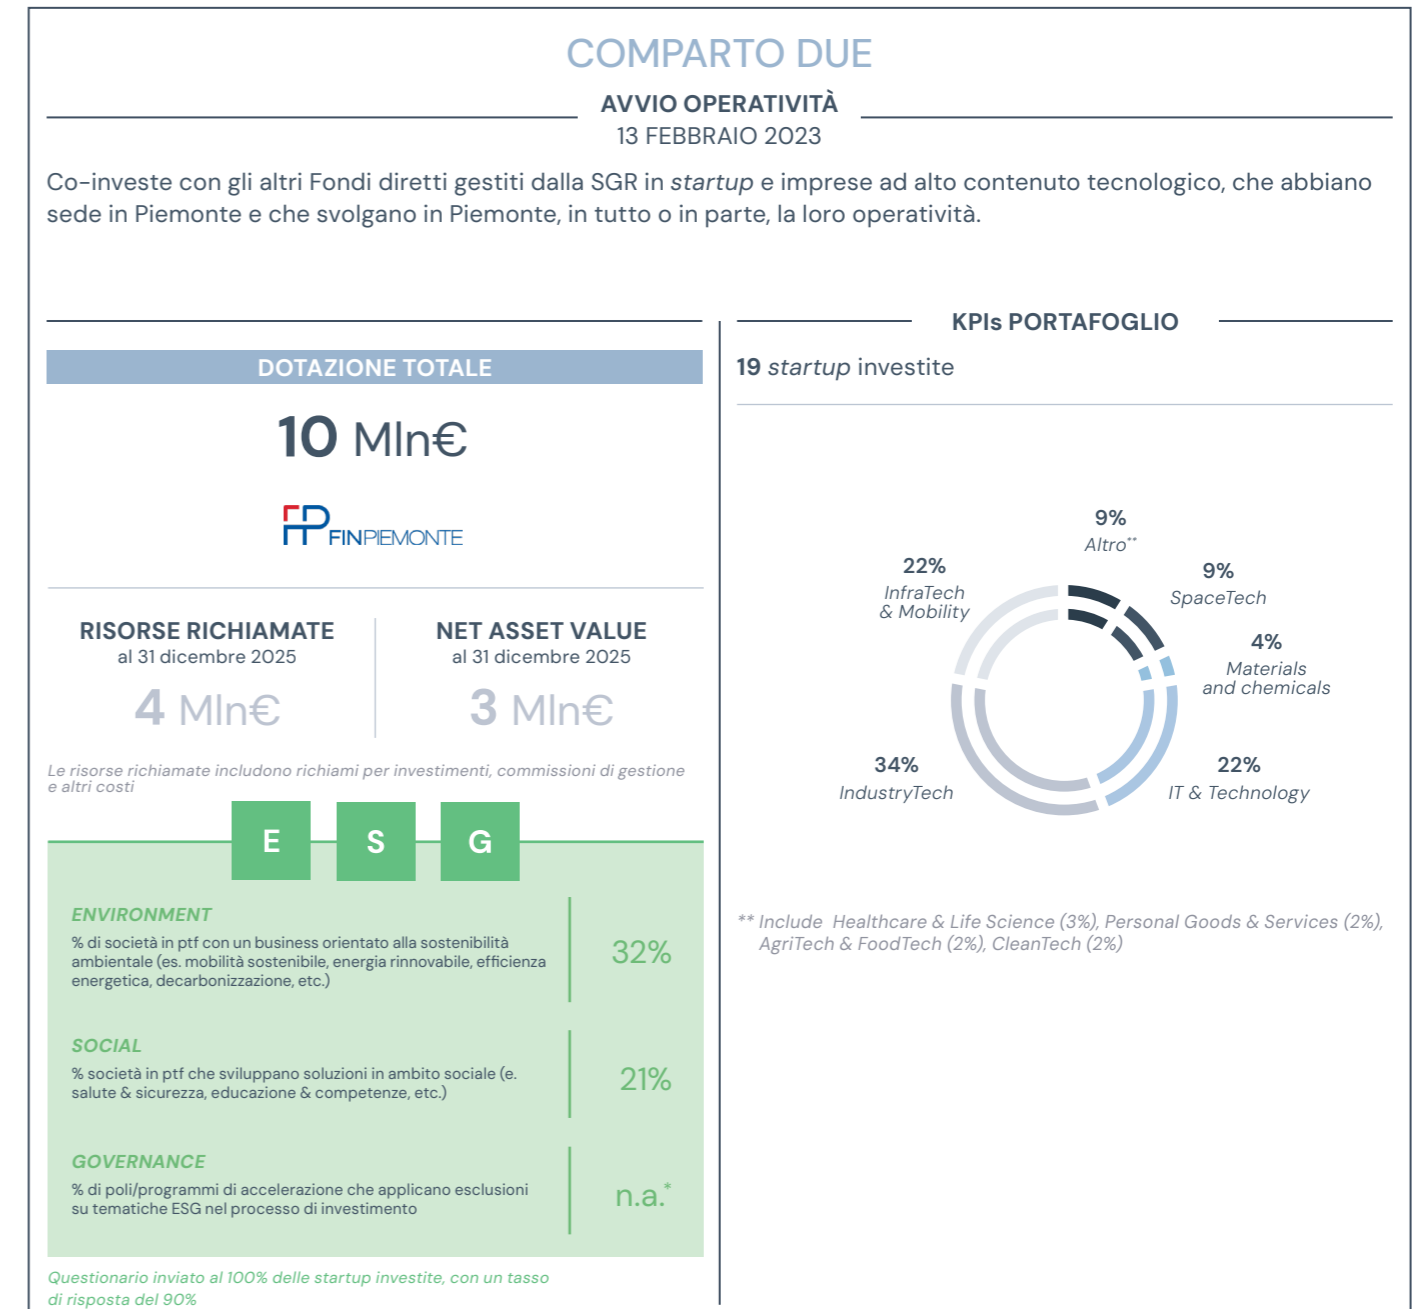 COMPARTO DUE
AVVIO OPERATIVITÀ
13 FEBBRAIO 2023
Co-investe con gli altri Fondi diretti gestiti dalla SGR in startup e imprese ad alto contenuto tecnologico, che abbiano
sede in Piemonte e che svolgano in Piemonte, in tutto o in parte, la loro operatività.
DOTAZIONE TOTALE
10 Mln€
FP FINPIEMONTE
RISORSE RICHIAMATE
al 31 dicembre 2025
4 Mln€
NET ASSET VALUE
al 31 dicembre 2025
3 Mln€
Le risorse richiamate includono richiami per investimenti, commissioni di gestione
e altri costi
E S G
ENVIRONMENT
% di società in ptf con un business orientato alla sostenibilità
ambientale (es. mobilità sostenibile, energia rinnovabile, efficienza
energetica, decarbonizzazione, etc.)
32%
SOCIAL
% società in ptf che sviluppano soluzioni in ambito sociale (e.
salute & sicurezza, educazione & competenze, etc.)
21%
GOVERNANCE
% di poli/programmi di accelerazione che applicano esclusioni
su tematiche ESG nel processo di investimento
n.a.*
Questionario inviato al 100% delle startup investite, con un tasso
di risposta del 90%
KPIs PORTAFOGLIO
19 startup investite
9%
Altro**
9%
SpaceTech
4%
Materials
and chemicals
22%
IT & Technology
34%
IndustryTech
22%
InfraTech
& Mobility
** Include Healthcare & Life Science (3%), Personal Goods & Services (2%),
AgriTech & FoodTech (2%), CleanTech (2%)